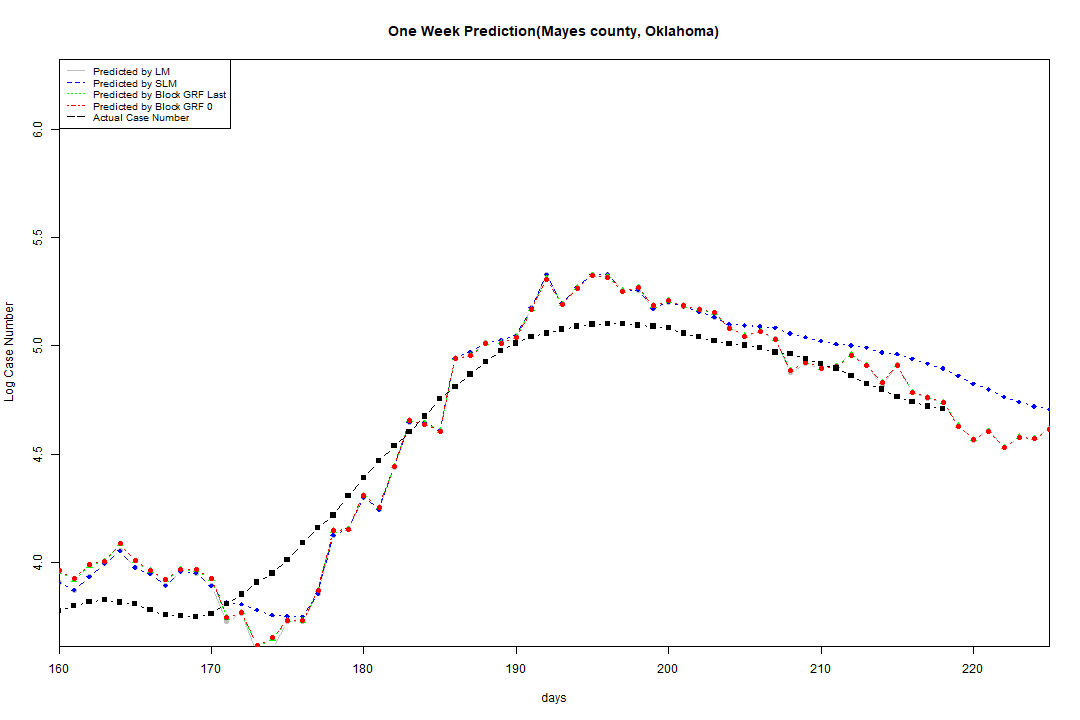 One Week Prediction(Mayes county, Oklahoma)
Predicted by LM
Predicted by SLM
Predicted by Block GRF Last
Predicted by Block GRF 0
Actual Case Number
Log Case Number
6.0
5.5
5.0
4.5
4.0
160 170 180 190 200 210 220
days